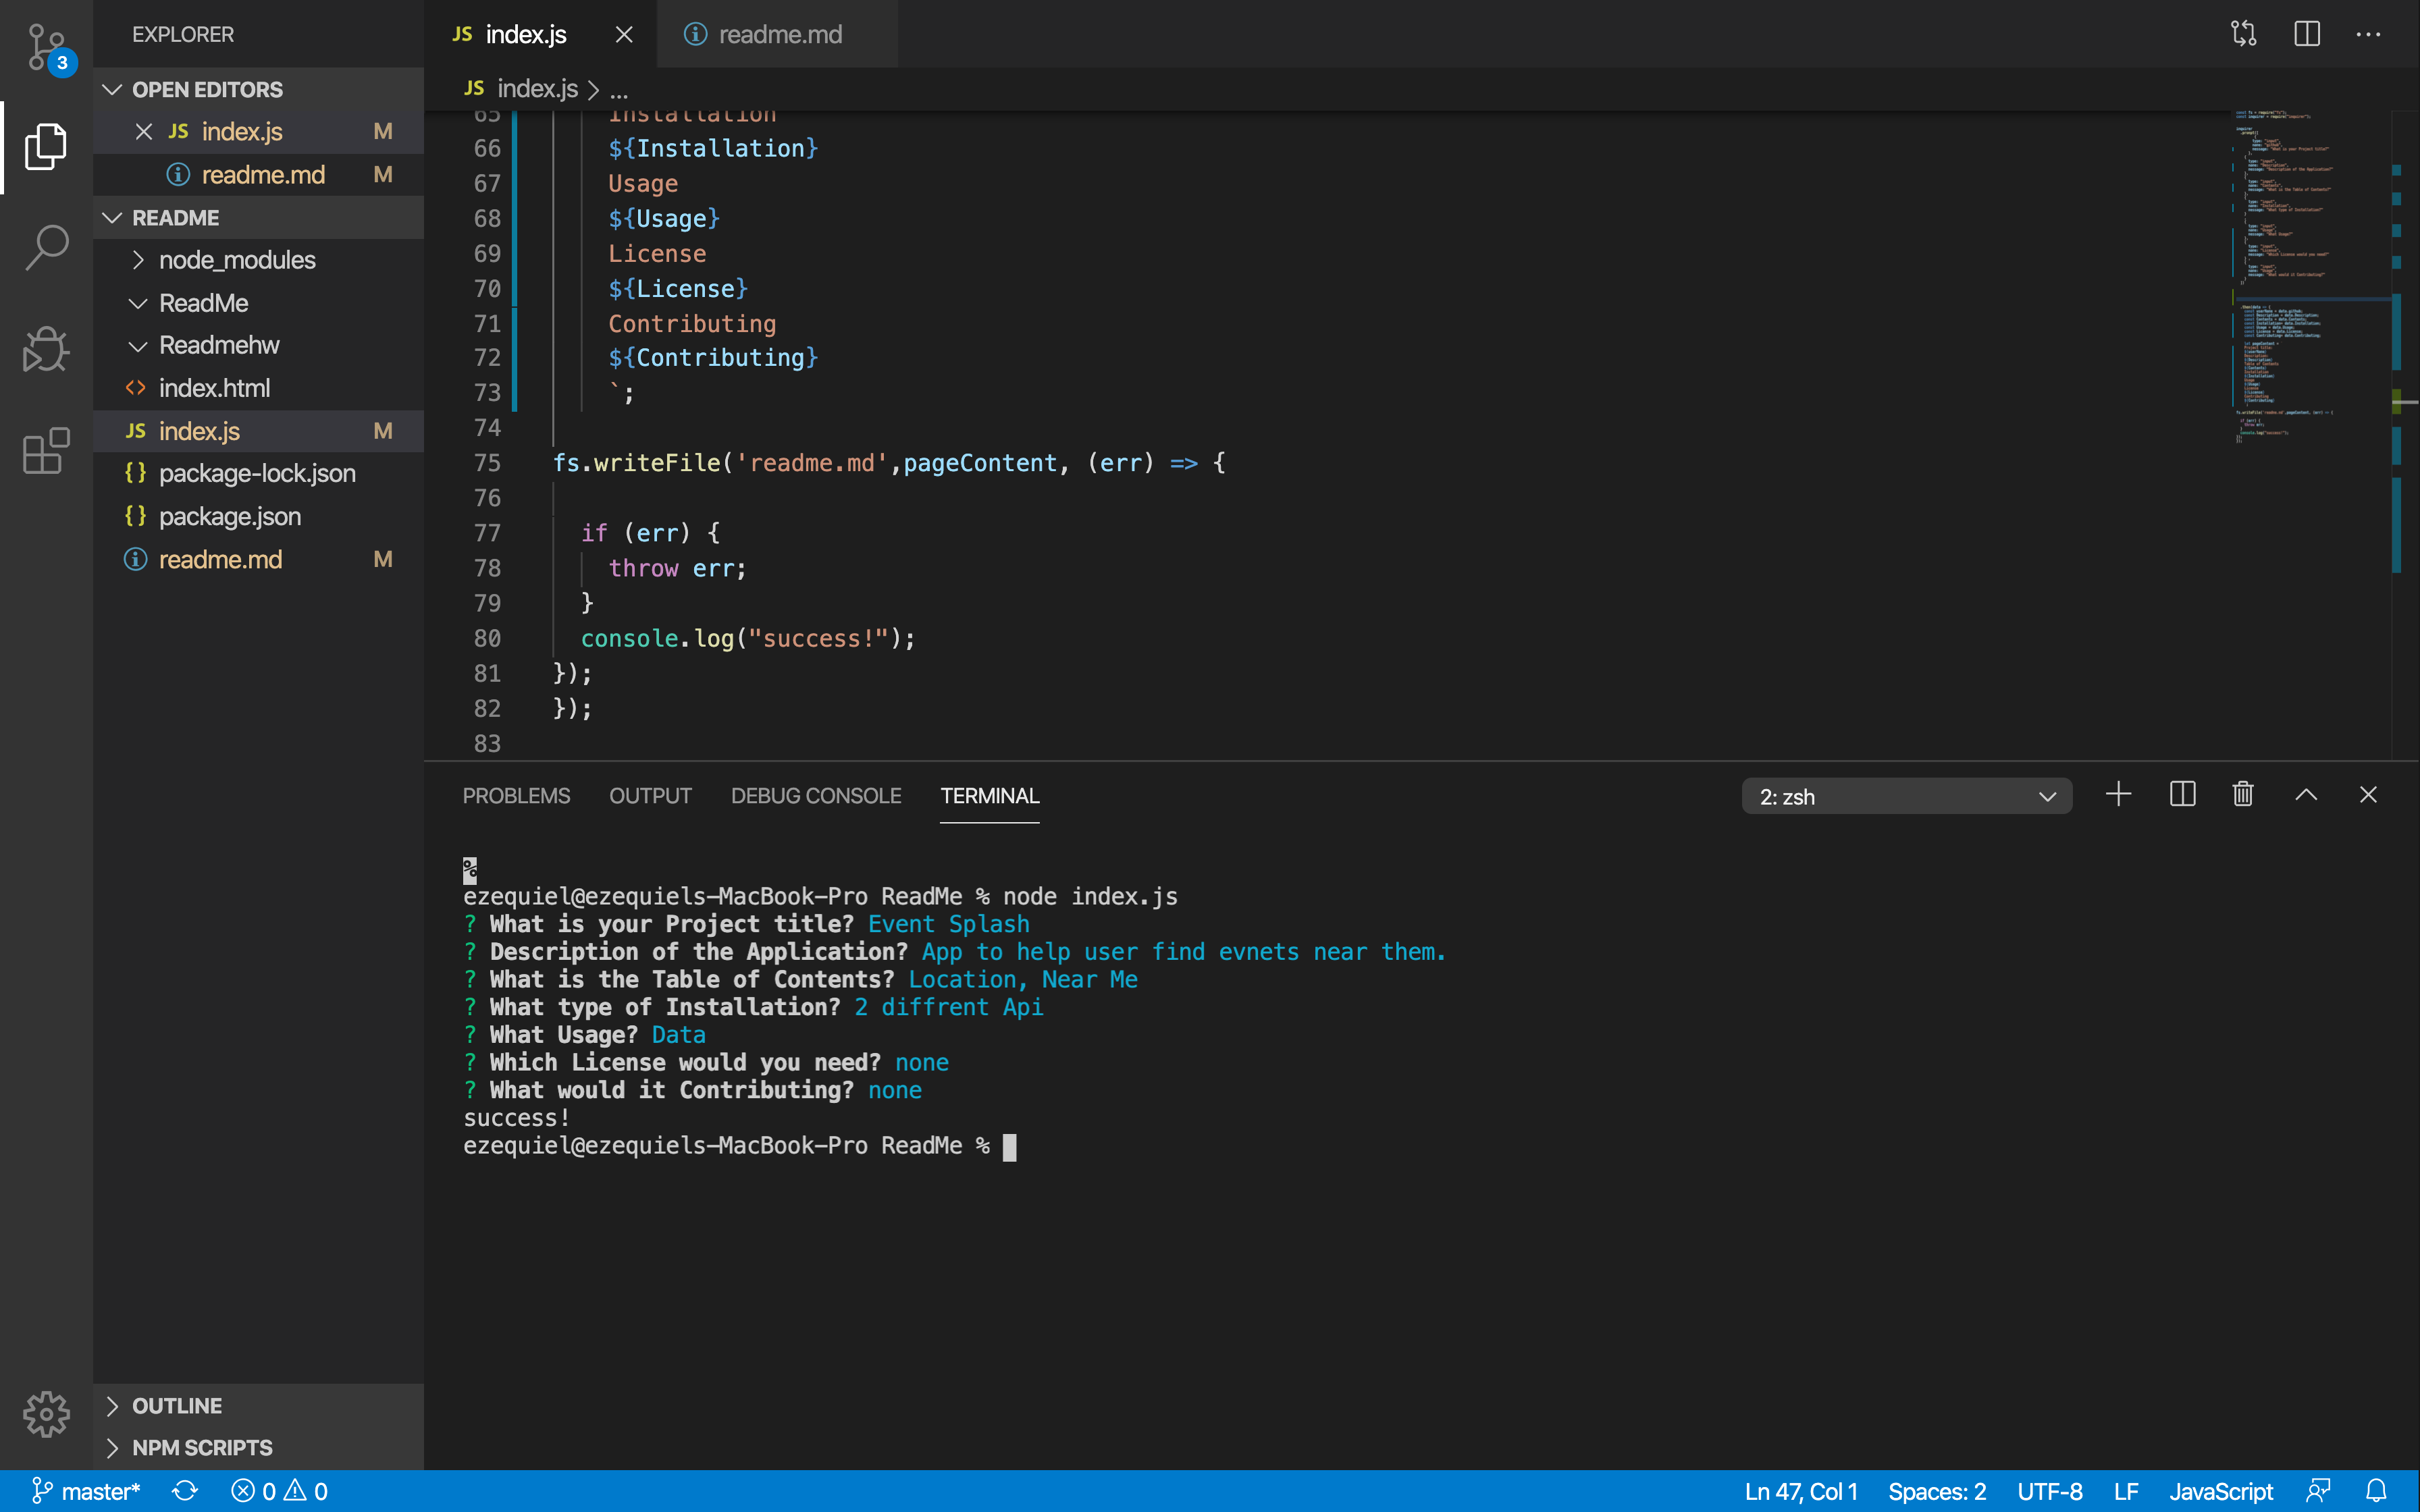 3
EXPLORER
OPEN EDITORS
JS index.js M
readme.md M
README
node_modules
ReadMe
Readmehw
index.html
JS index.js M
package-lock.json
package.json
readme.md M
OUTLINE
NPM SCRIPTS
JS index.js
readme.md
JS index.js > ...
65 Installation
66 ${Installation}
67 Usage
68 ${Usage}
69 License
70 ${License}
71 Contributing
72 ${Contributing}
73 `;
74
75 fs.writeFile('readme.md',pageContent, (err) => {
76
77 if (err) {
78 throw err;
79 }
80 console.log("success!");
81 });
82 });
83
PROBLEMS OUTPUT DEBUG CONSOLE TERMINAL 2: zsh
%
ezequiel@ezequiels-MacBook-Pro ReadMe % node index.js
? What is your Project title? Event Splash
? Description of the Application? App to help user find evnets near them.
? What is the Table of Contents? Location, Near Me
? What type of Installation? 2 diffrent Api
? What Usage? Data
? Which License would you need? none
? What would it Contributing? none
success!
ezequiel@ezequiels-MacBook-Pro ReadMe %
master* 0 0 Ln 47, Col 1 Spaces: 2 UTF-8 LF JavaScript